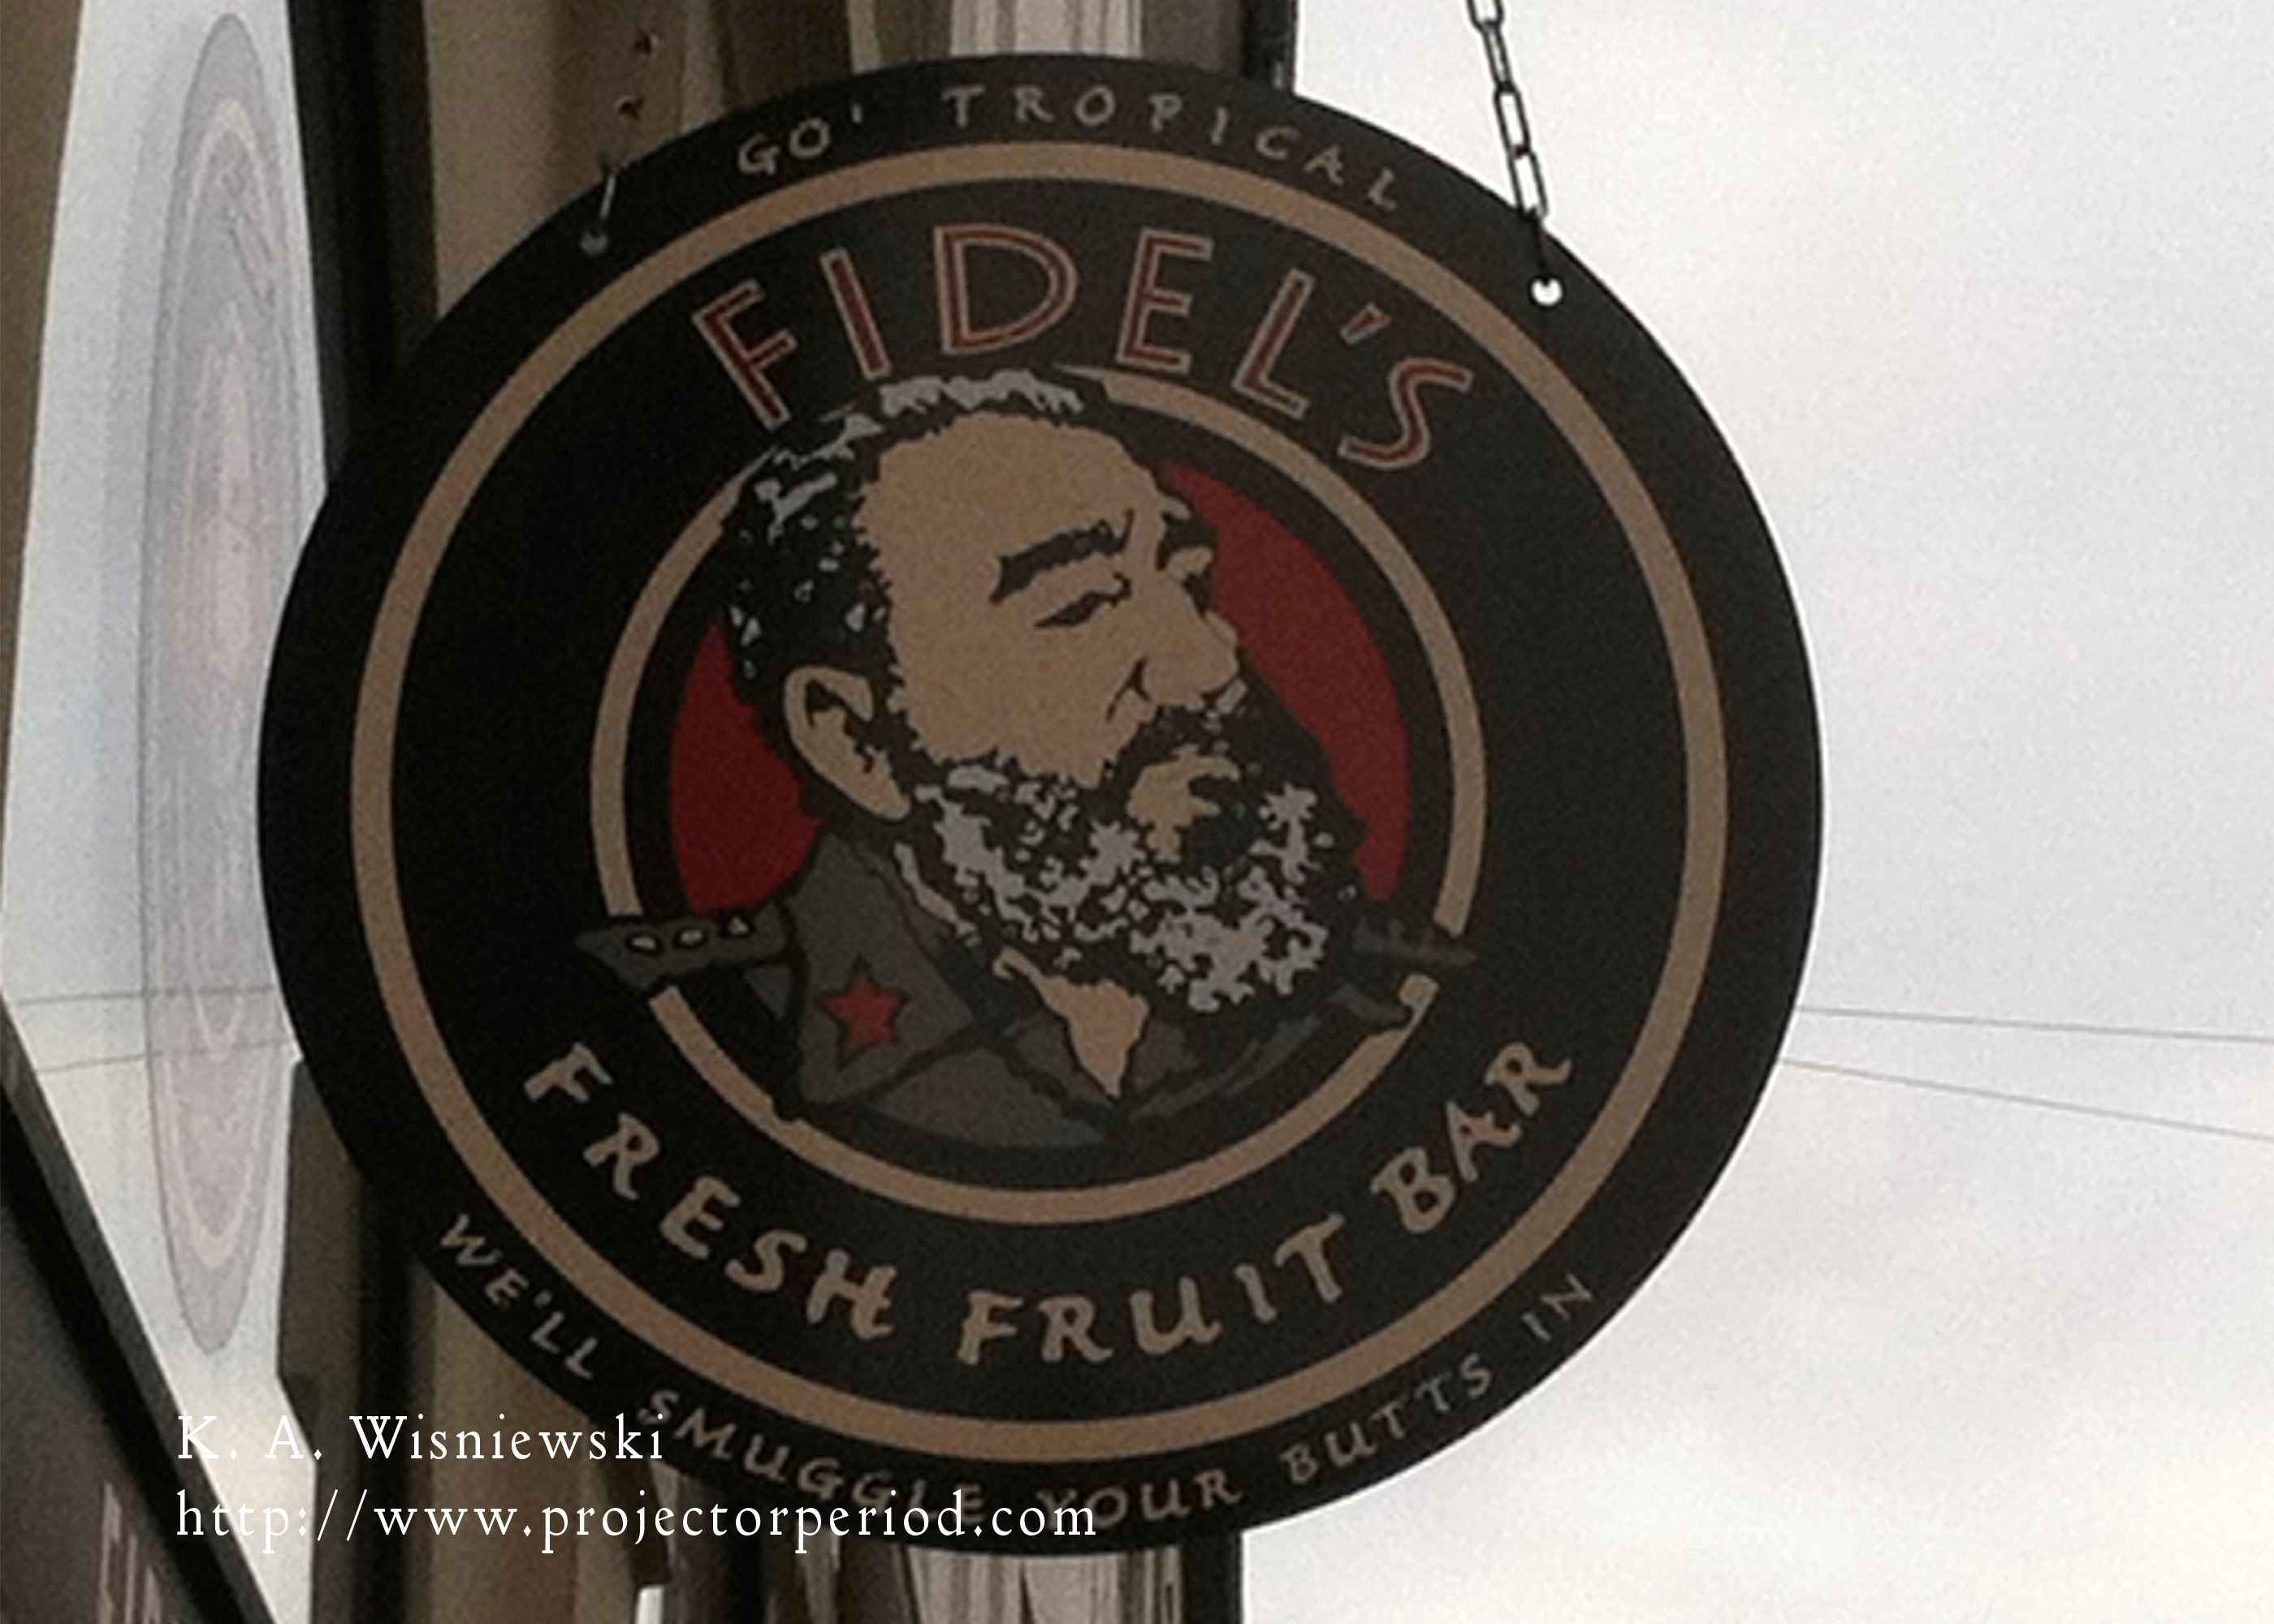 GO' TROPICAL
FIDEL'S
FRESH FRUIT BAR
WE'LL SMUGGLE YOUR BUTTS IN
K. A. Wisniewski
http://www.projectorperiod.com